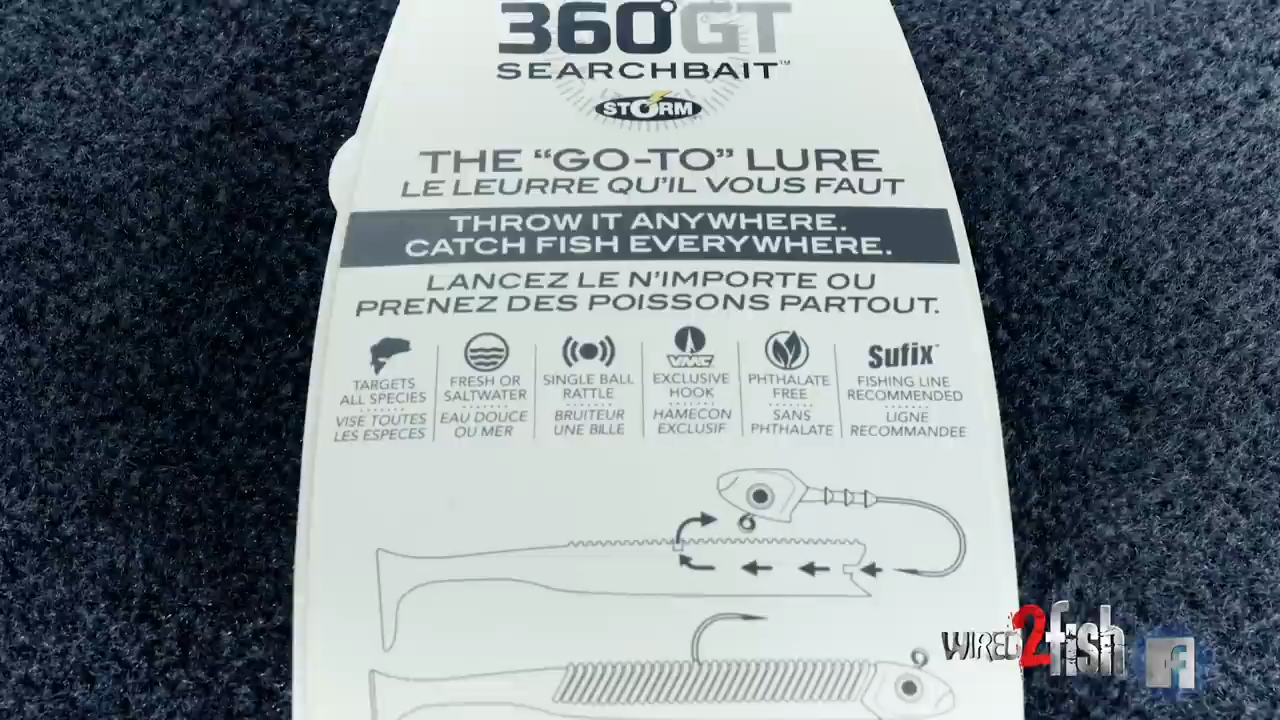 360°GT
SEARCHBAIT™
STORM
THE “GO-TO” LURE
LE LEURRE QU'IL VOUS FAUT
THROW IT ANYWHERE.
CATCH FISH EVERYWHERE.
LANCEZ LE N'IMPORTE OU
PRENEZ DES POISSONS PARTOUT.
TARGETS
ALL SPECIES
VISE TOUTES
LES ESPECES
FRESH OR
SALTWATER
EAU DOUCE
OU MER
SINGLE BALL
RATTLE
BRUITEUR
UNE BILLE
VMC
EXCLUSIVE
HOOK
HAMECON
EXCLUSIF
PHTHALATE
FREE
SANS
PHTHALATE
Sufix
FISHING LINE
RECOMMENDED
LIGNE
RECOMMANDEE
WIRED2fish
f